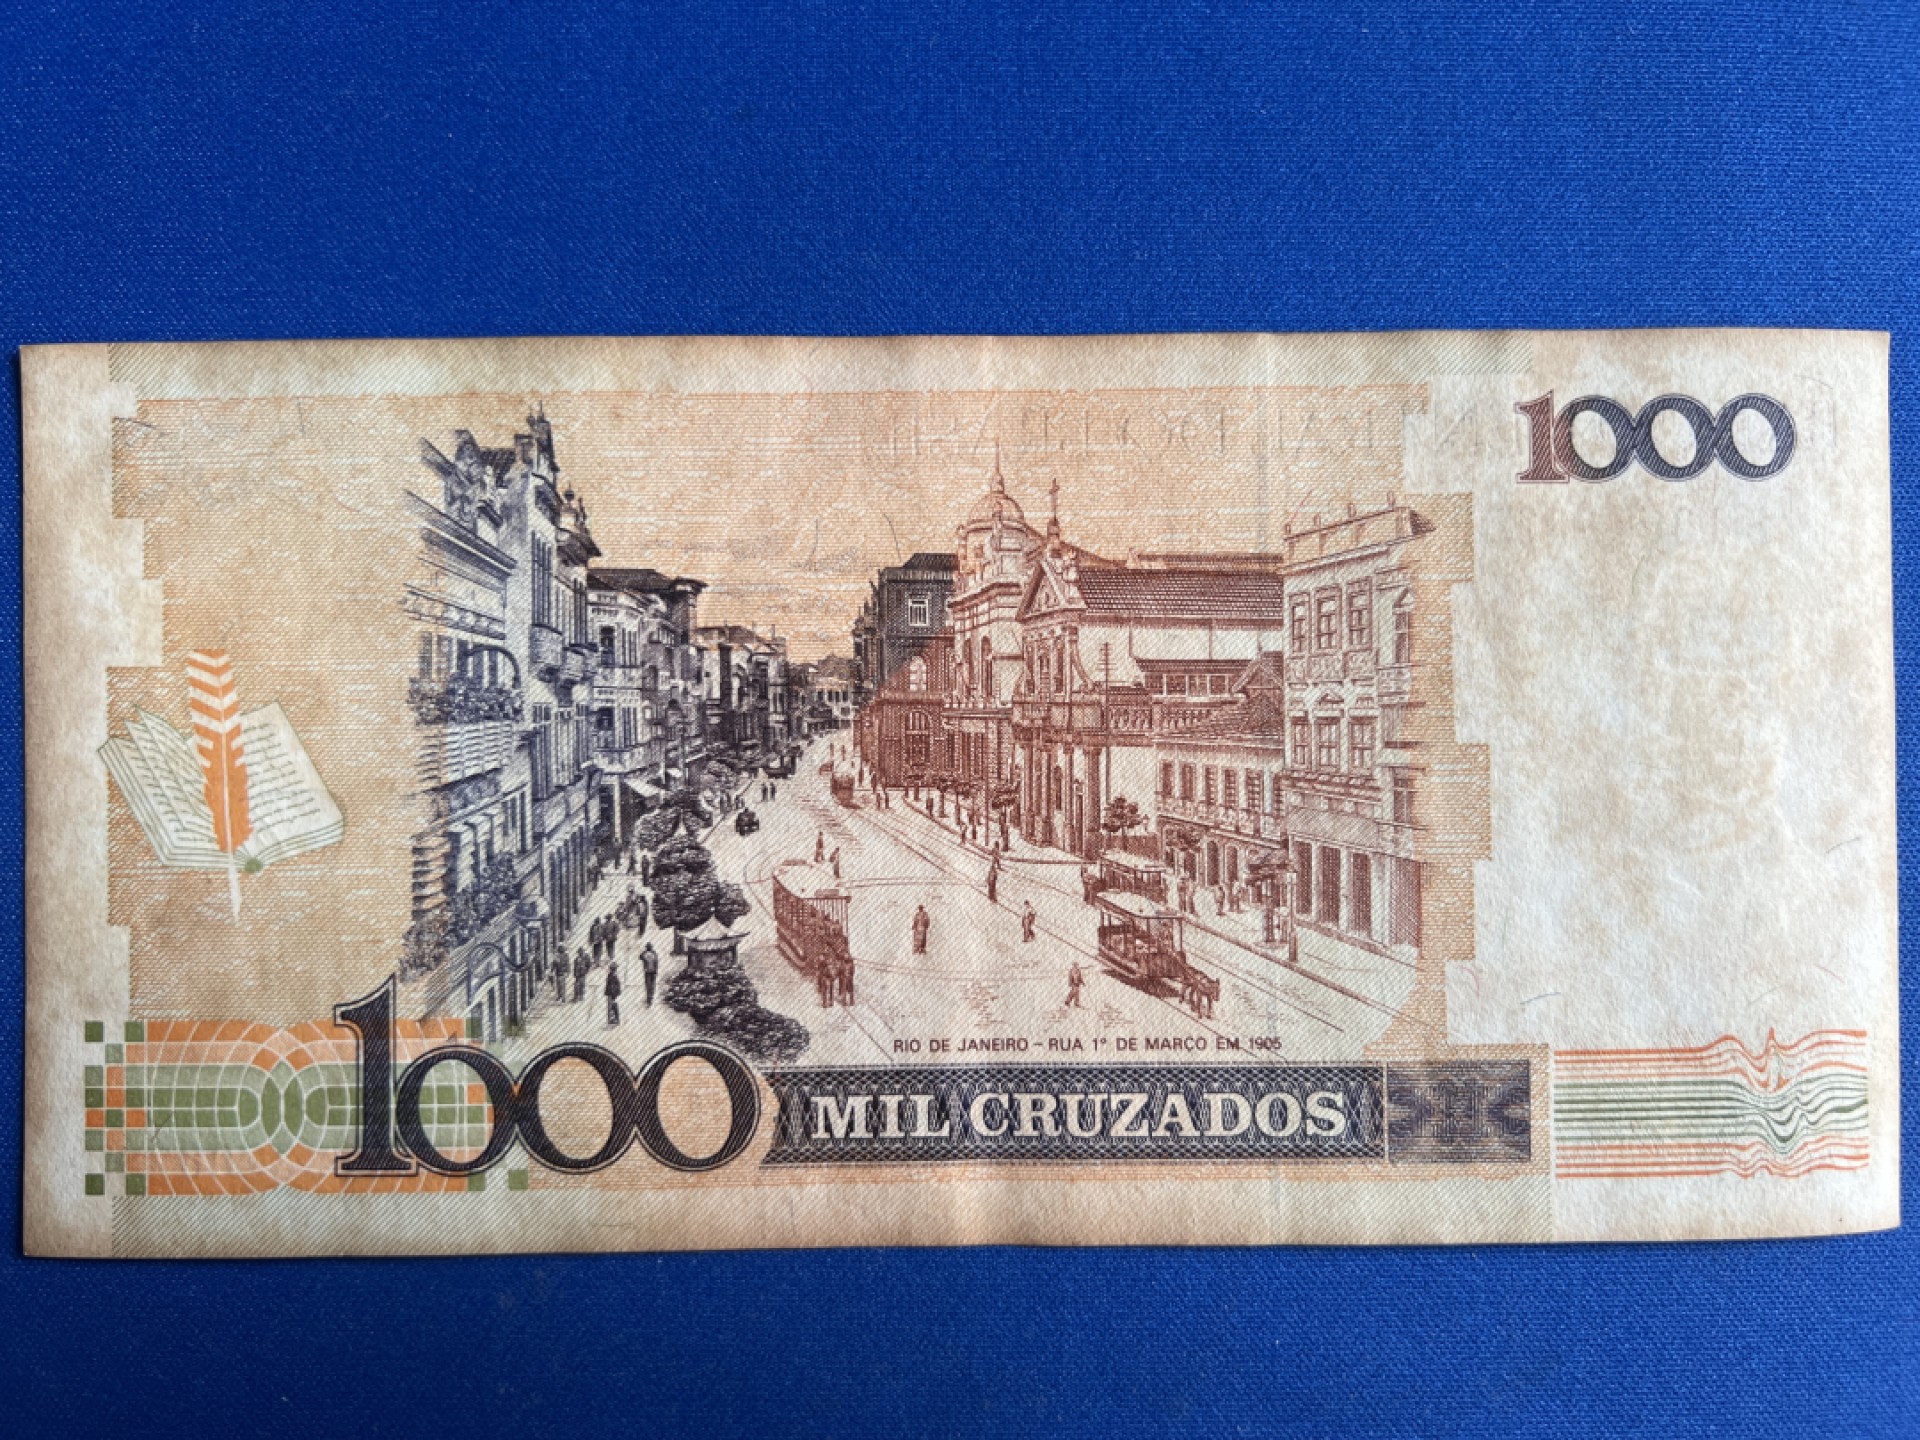 1000
RIO DE JANEIRO - RUA 1º DE MARÇO EM 1905
1000
MIL CRUZADOS